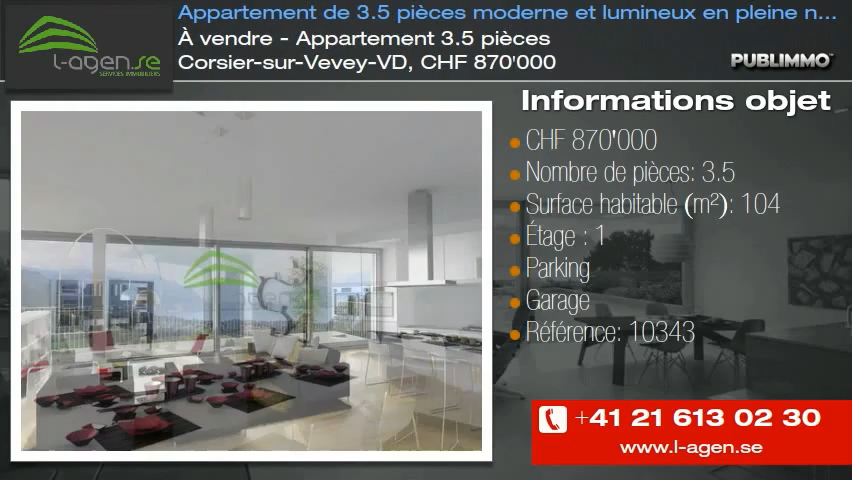 Appartement de 3.5 pièces moderne et lumineux en pleine n...
À vendre - Appartement 3.5 pièces
Corsier-sur-Vevey-VD, CHF 870'000
l-agen.se
SERVICES IMMOBILIERS
PUBLIMMO
Informations objet
CHF 870'000
Nombre de pièces: 3.5
Surface habitable (m²): 104
Étage : 1
Parking
Garage
Référence: 10343
+41 21 613 02 30
www.l-agen.se